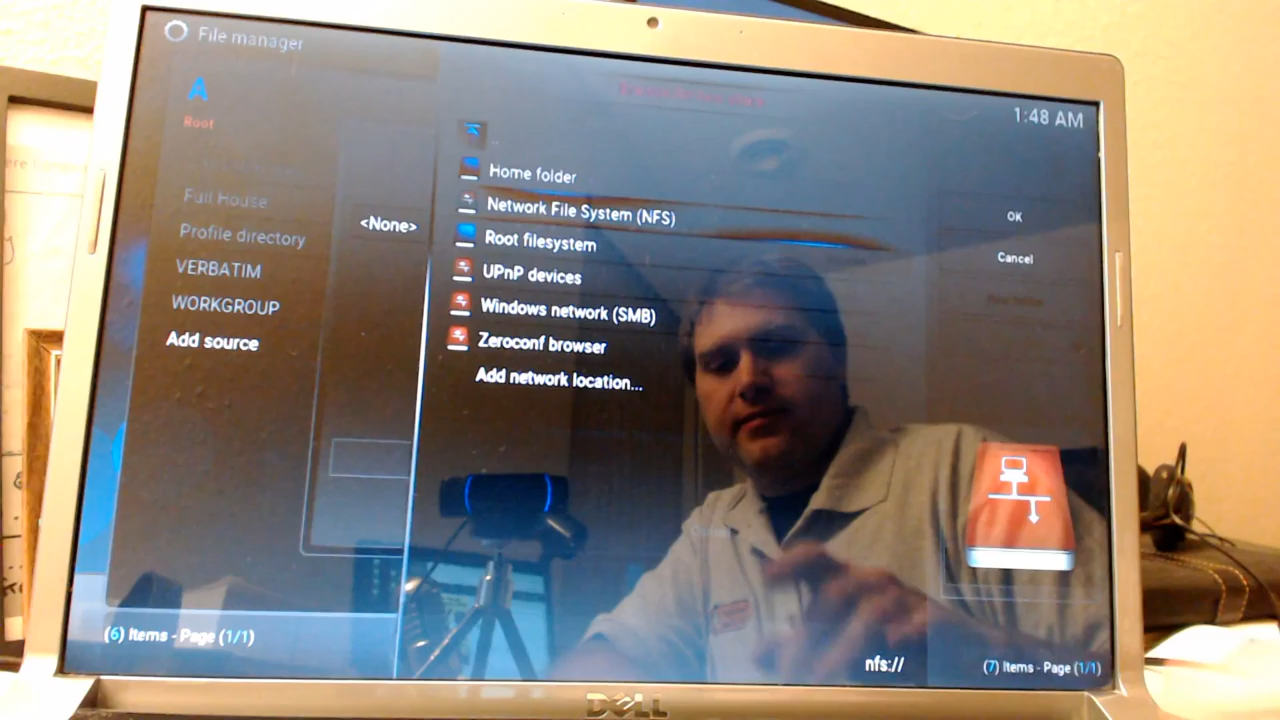 File manager
1:48 AM
A
Root
Full House
Profile directory
VERBATIM
WORKGROUP
Add source
<None>
..
Home folder
Network File System (NFS)
Root filesystem
UPnP devices
Windows network (SMB)
Zeroconf browser
Add network location...
OK
Cancel
(6) Items - Page (1/1)
nfs://
(7) Items - Page (1/1)
DELL